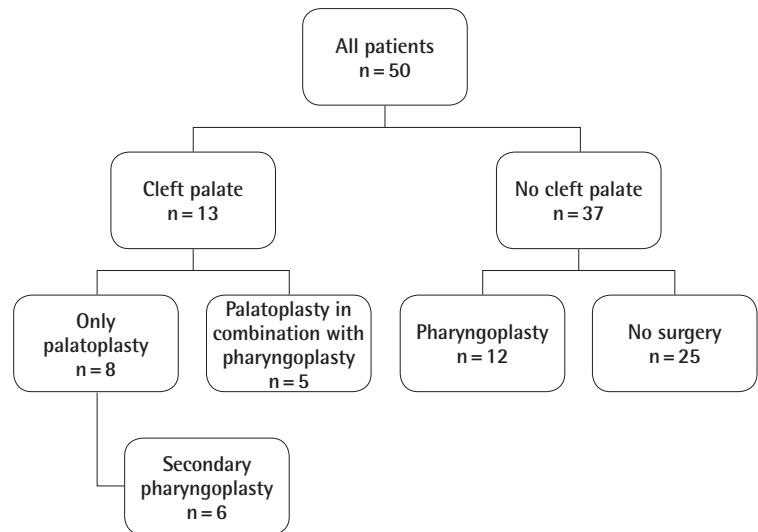 All patients
n = 50
Cleft palate
n = 13
No cleft palate
n = 37
Only
palatoplasty
n = 8
Palatoplasty in
combination with
pharyngoplasty
n = 5
Pharyngoplasty
n = 12
No surgery
n = 25
Secondary
pharyngoplasty
n = 6